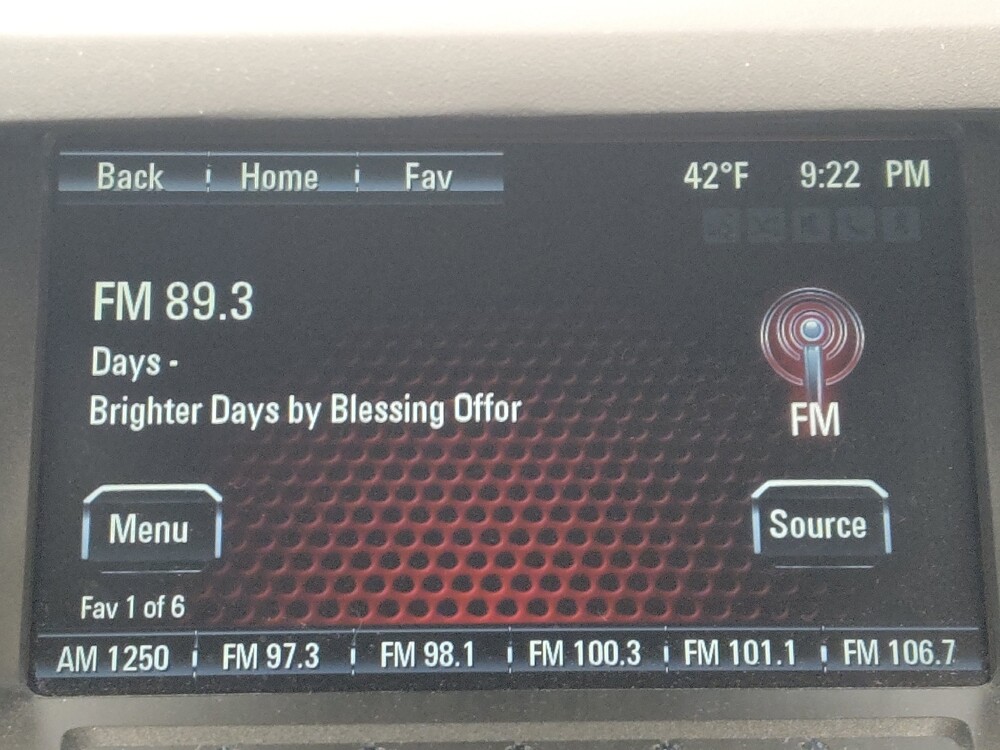 Back Home Fav 42°F 9:22 PM
FM 89.3
Days -
Brighter Days by Blessing Offor
FM
Menu
Source
Fav 1 of 6
AM 1250 FM 97.3 FM 98.1 FM 100.3 FM 101.1 FM 106.7